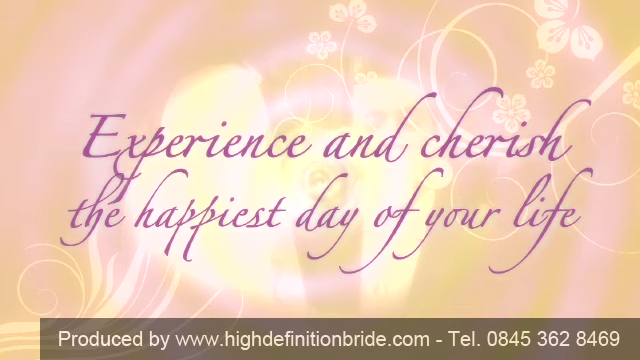 Experience and cherish
the happiest day of your life
Produced by www.highdefinitionbride.com - Tel. 0845 362 8469